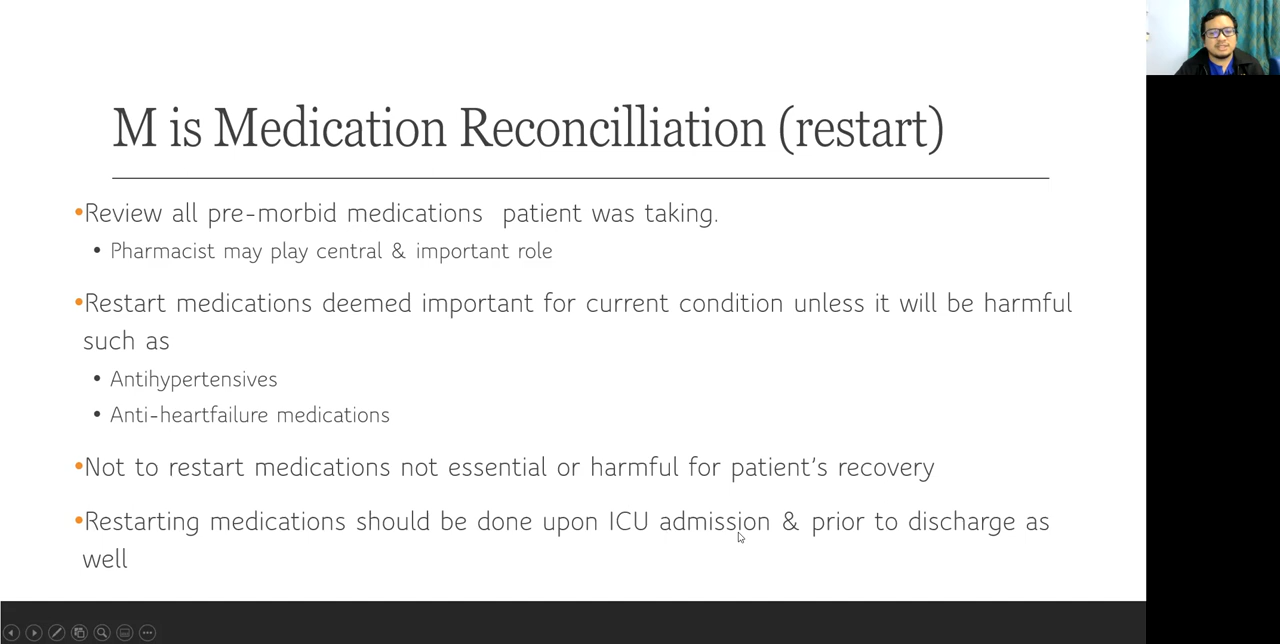 M is Medication Reconcilliation (restart)
•Review all pre-morbid medications patient was taking.
• Pharmacist may play central & important role
•Restart medications deemed important for current condition unless it will be harmful
such as
• Antihypertensives
• Anti-heartfailure medications
•Not to restart medications not essential or harmful for patient's recovery
•Restarting medications should be done upon ICU admission & prior to discharge as
well